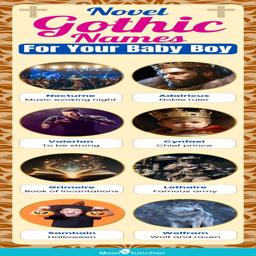 Novel
Gothic
Names
For Your Baby Boy
Nocturne
Music evoking night
Adalricus
Noble ruler
Valerian
To be strong
Cynfael
Chief prince
Grimoire
Book of incantations
Lothaire
Famous army
Samhain
Halloween
Wolfram
Wolf and raven
MomJunction